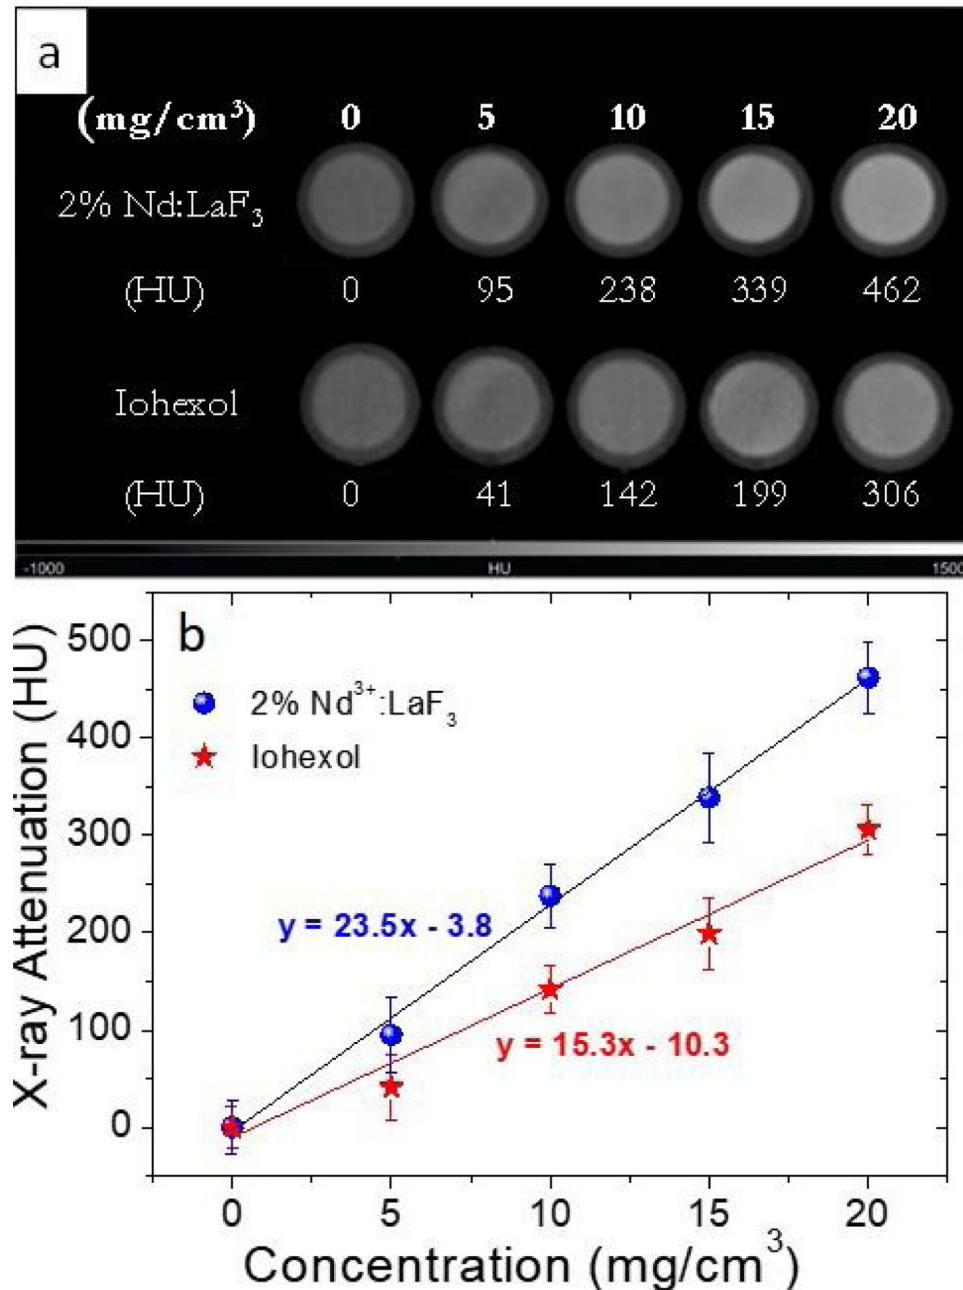 a
(mg/cm³) 0 5 10 15 20
2% Nd:LaF₃
(HU) 0 95 238 339 462
Iohexol
(HU) 0 41 142 199 306
-1000 HU 1500
b
X-ray Attenuation (HU)
500
400
300
200
100
0
2% Nd³⁺:LaF₃
Iohexol
y = 23.5x - 3.8
y = 15.3x - 10.3
0 5 10 15 20
Concentration (mg/cm³)